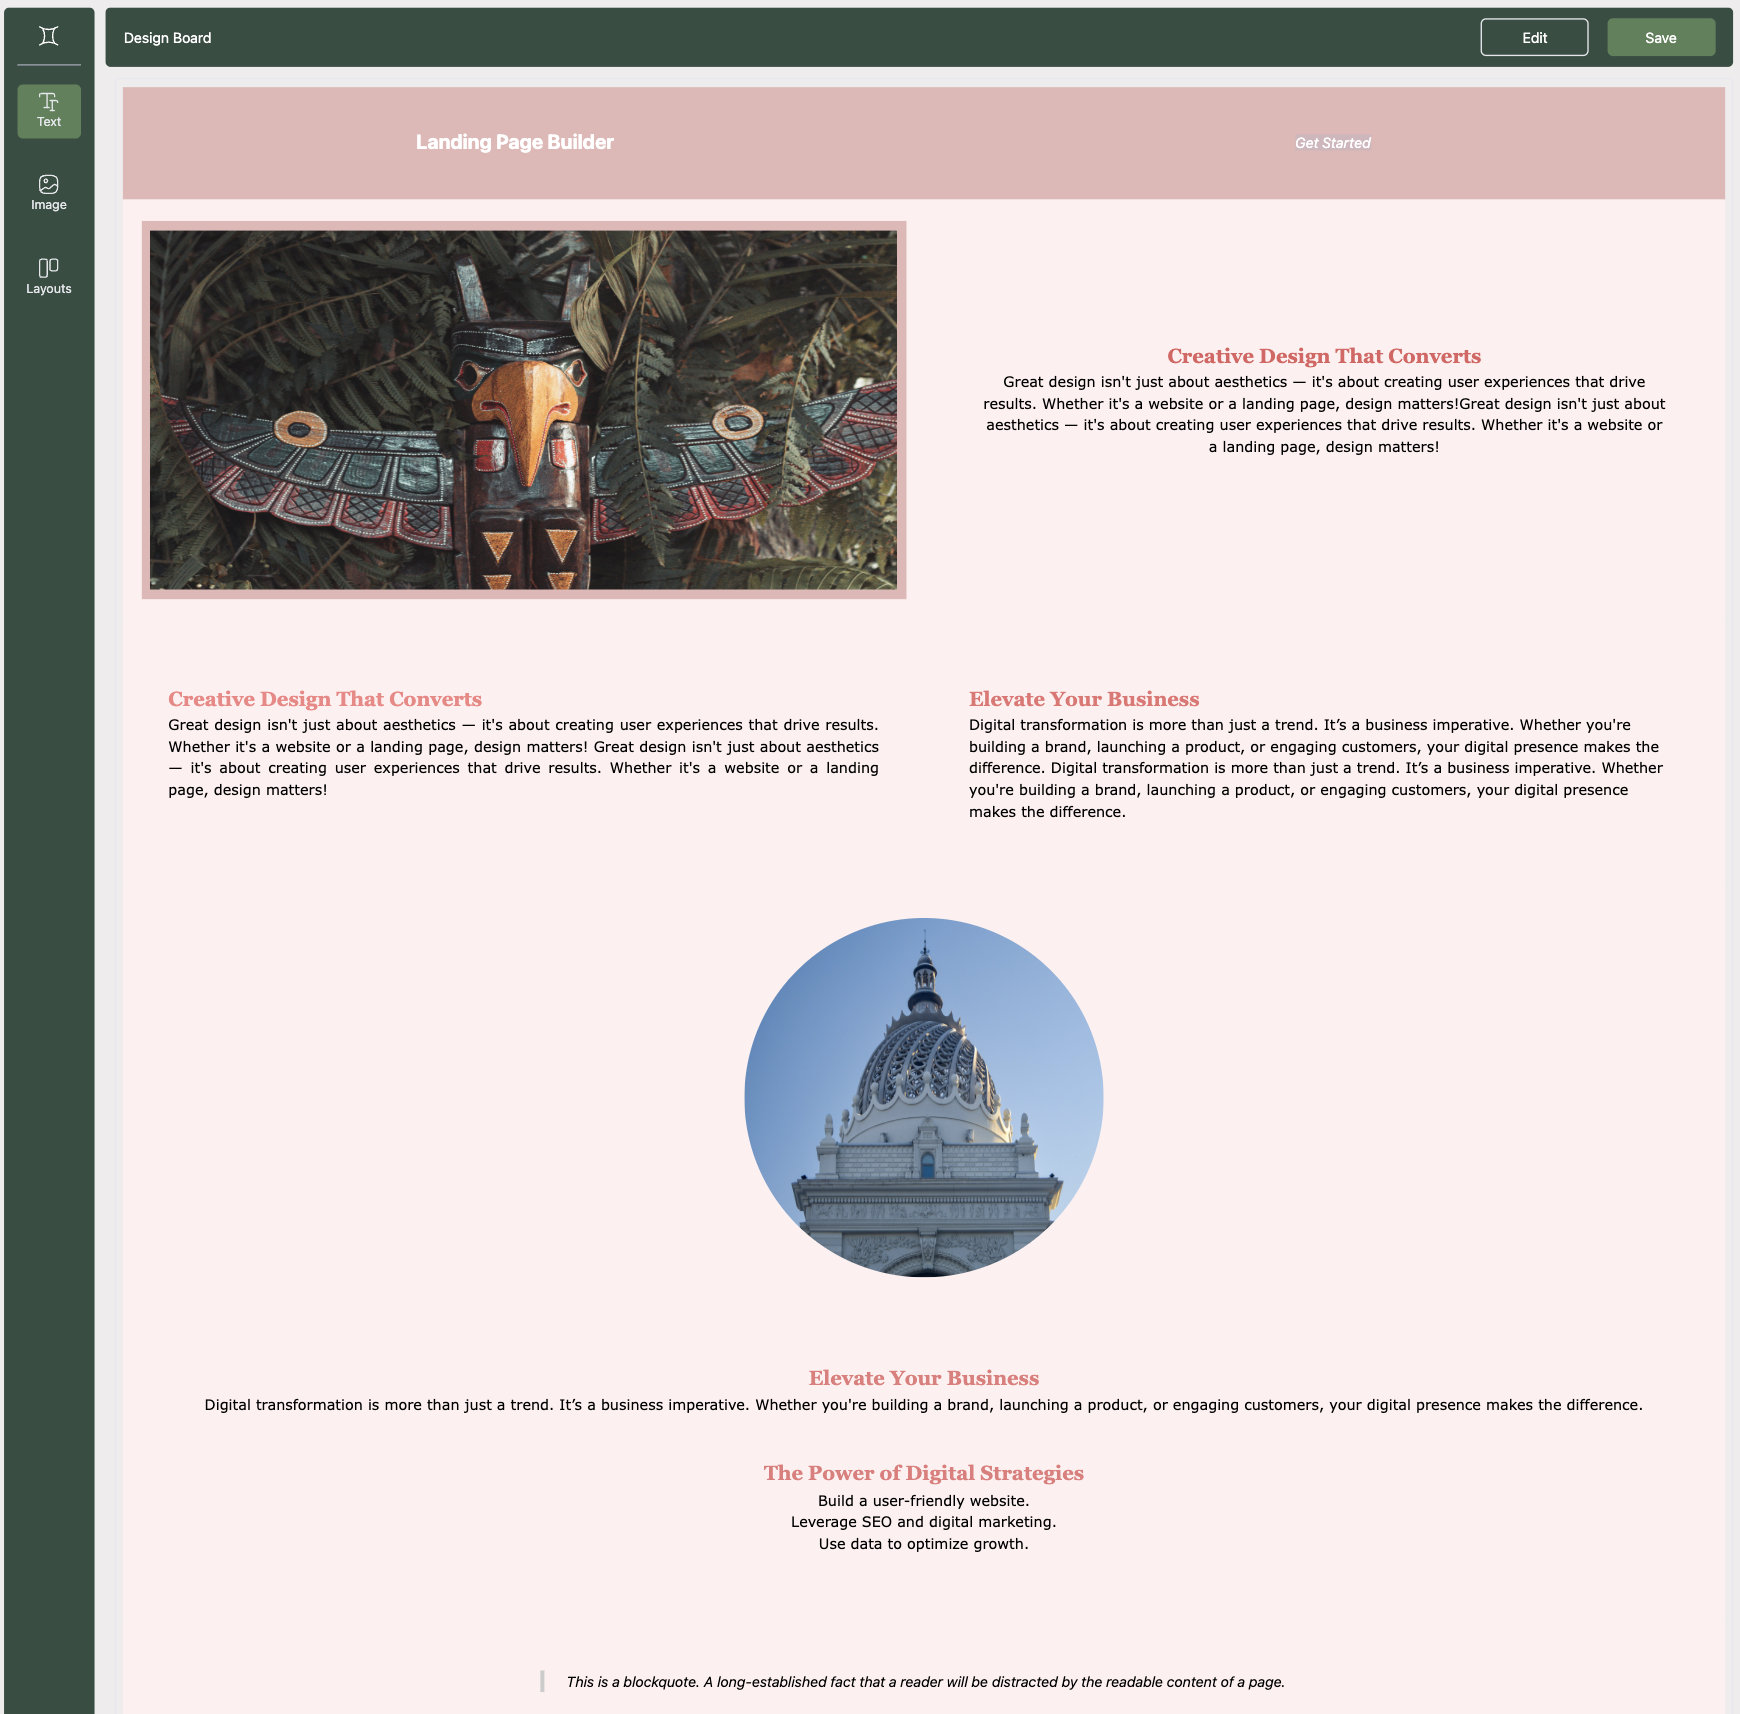 Design Board
Edit
Save
Text
Image
Layouts
Landing Page Builder
Get Started
Creative Design That Converts
Great design isn't just about aesthetics — it's about creating user experiences that drive
results. Whether it's a website or a landing page, design matters!Great design isn't just about
aesthetics — it's about creating user experiences that drive results. Whether it's a website or
a landing page, design matters!
Creative Design That Converts
Great design isn't just about aesthetics — it's about creating user experiences that drive results.
Whether it's a website or a landing page, design matters! Great design isn't just about aesthetics
— it's about creating user experiences that drive results. Whether it's a website or a landing
page, design matters!
Elevate Your Business
Digital transformation is more than just a trend. It’s a business imperative. Whether you're
building a brand, launching a product, or engaging customers, your digital presence makes the
difference. Digital transformation is more than just a trend. It’s a business imperative. Whether
you're building a brand, launching a product, or engaging customers, your digital presence
makes the difference.
Elevate Your Business
Digital transformation is more than just a trend. It’s a business imperative. Whether you're building a brand, launching a product, or engaging customers, your digital presence makes the difference.
The Power of Digital Strategies
Build a user-friendly website.
Leverage SEO and digital marketing.
Use data to optimize growth.
This is a blockquote. A long-established fact that a reader will be distracted by the readable content of a page.